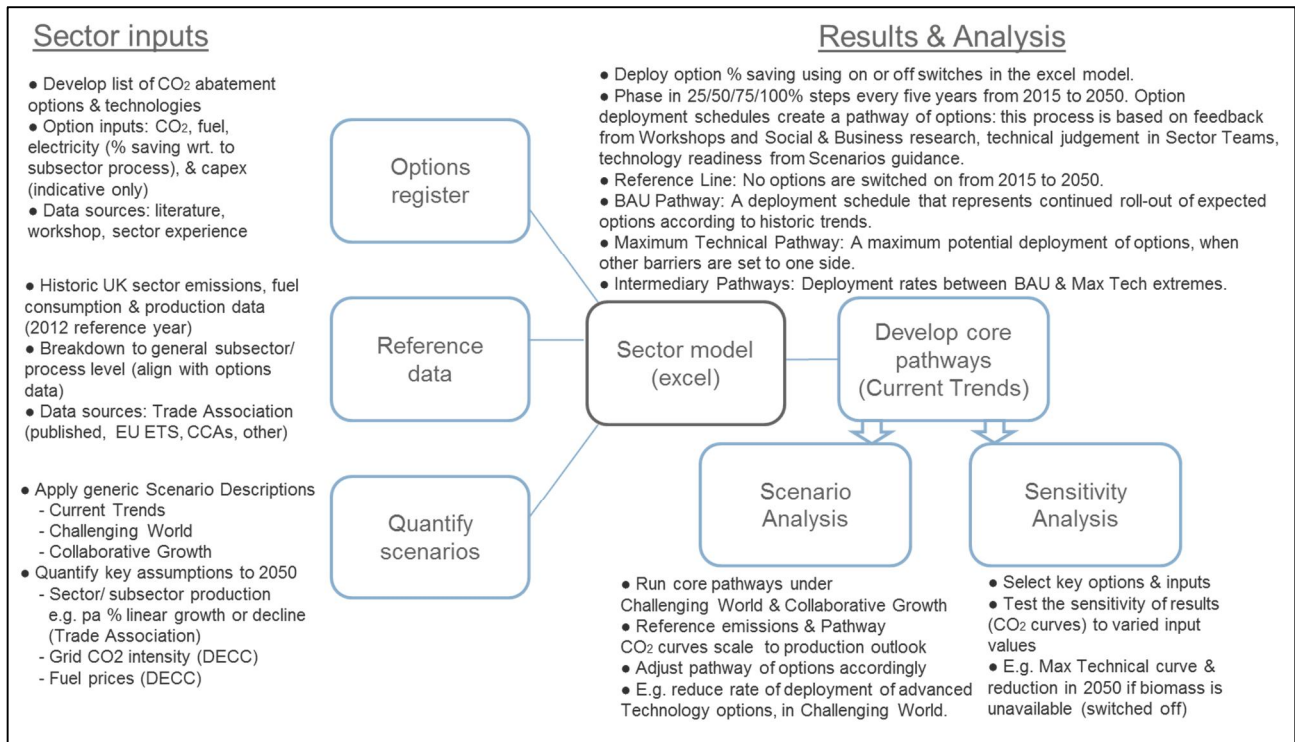 Sector inputs
● Develop list of CO₂ abatement
options & technologies
● Option inputs: CO₂, fuel,
electricity (% saving wrt. to
subsector process), & capex
(indicative only)
● Data sources: literature,
workshop, sector experience
● Historic UK sector emissions, fuel
consumption & production data
(2012 reference year)
● Breakdown to general subsector/
process level (align with options
data)
● Data sources: Trade Association
(published, EU ETS, CCAs, other)
● Apply generic Scenario Descriptions
- Current Trends
- Challenging World
- Collaborative Growth
● Quantify key assumptions to 2050
- Sector/ subsector production
e.g. pa % linear growth or decline
(Trade Association)
- Grid CO2 intensity (DECC)
- Fuel prices (DECC)
Options
register
Reference
data
Quantify
scenarios
Sector model
(excel)
Results & Analysis
● Deploy option % saving using on or off switches in the excel model.
● Phase in 25/50/75/100% steps every five years from 2015 to 2050. Option
deployment schedules create a pathway of options: this process is based on feedback
from Workshops and Social & Business research, technical judgement in Sector Teams,
technology readiness from Scenarios guidance.
● Reference Line: No options are switched on from 2015 to 2050.
● BAU Pathway: A deployment schedule that represents continued roll-out of expected
options according to historic trends.
● Maximum Technical Pathway: A maximum potential deployment of options, when
other barriers are set to one side.
● Intermediary Pathways: Deployment rates between BAU & Max Tech extremes.
Develop core
pathways
(Current Trends)
Scenario
Analysis
Sensitivity
Analysis
● Run core pathways under
Challenging World & Collaborative Growth
● Reference emissions & Pathway
CO₂ curves scale to production outlook
● Adjust pathway of options accordingly
● E.g. reduce rate of deployment of advanced
Technology options, in Challenging World.
● Select key options & inputs
● Test the sensitivity of results
(CO₂ curves) to varied input
values
● E.g. Max Technical curve &
reduction in 2050 if biomass is
unavailable (switched off)